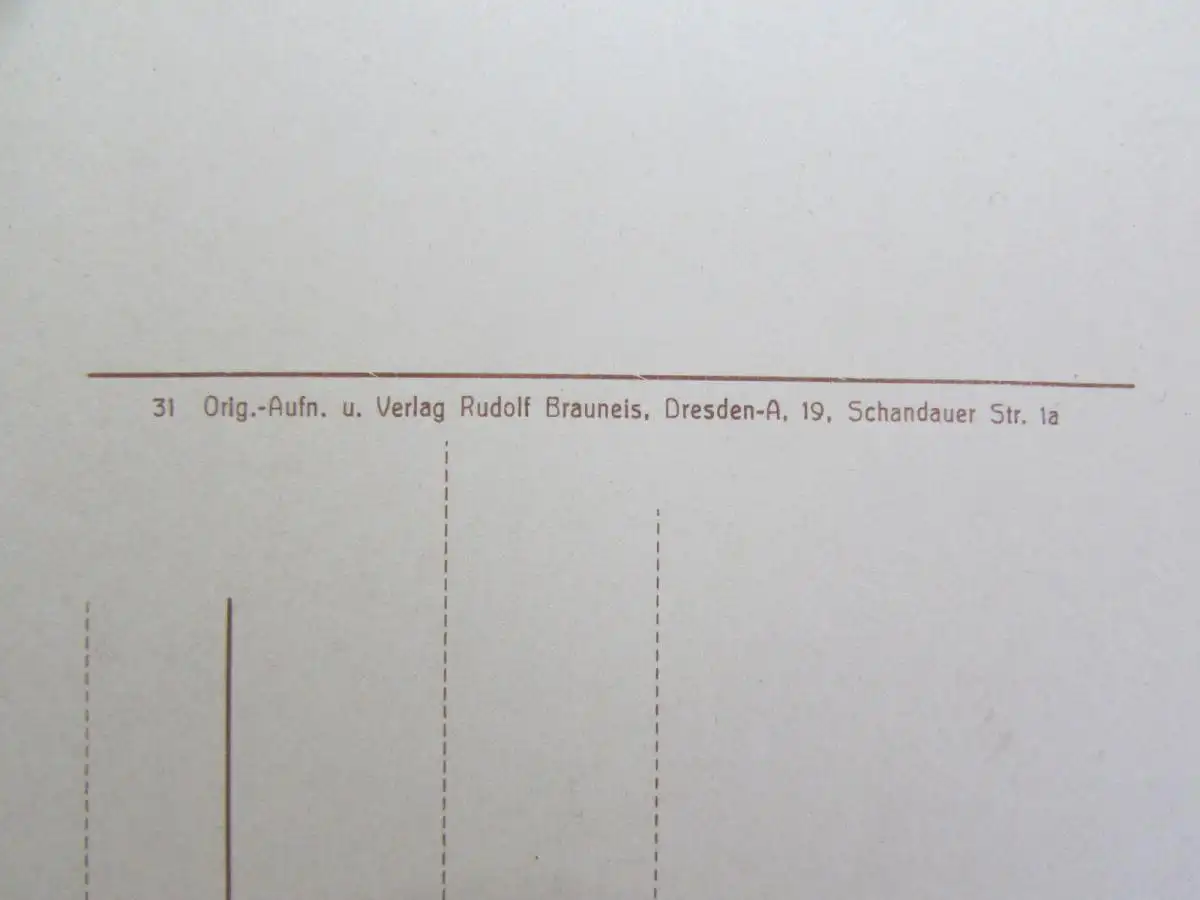 31 Orig.-Aufn. u. Verlag Rudolf Brauneis, Dresden-A. 19, Schandauer Str. 1a